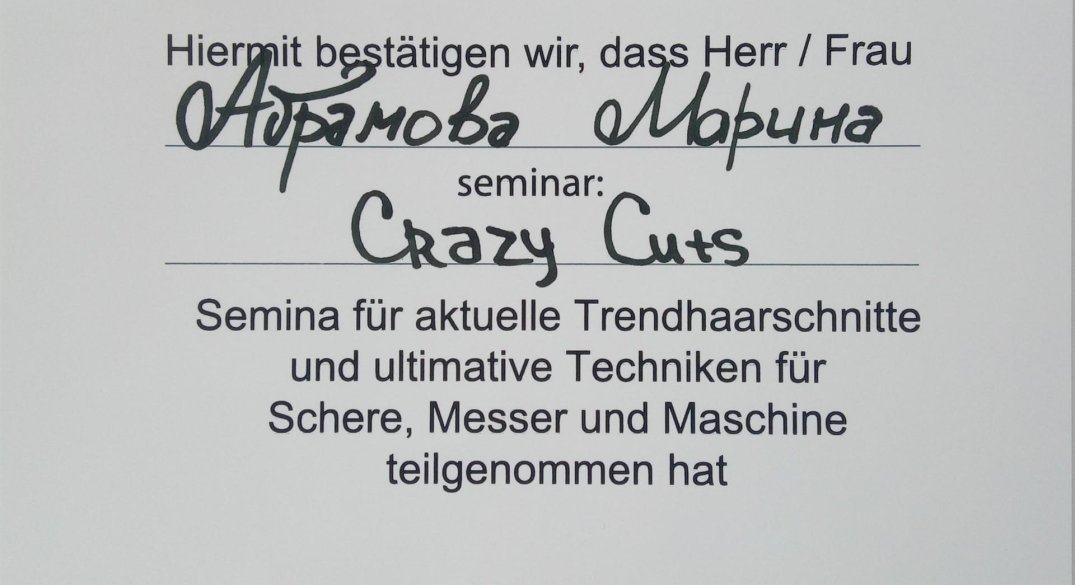 Hiermit bestätigen wir, dass Herr / Frau
Абрамова Марина
seminar:
Crazy Cuts
Semina für aktuelle Trendhaarschnitte
und ultimative Techniken für
Schere, Messer und Maschine
teilgenommen hat